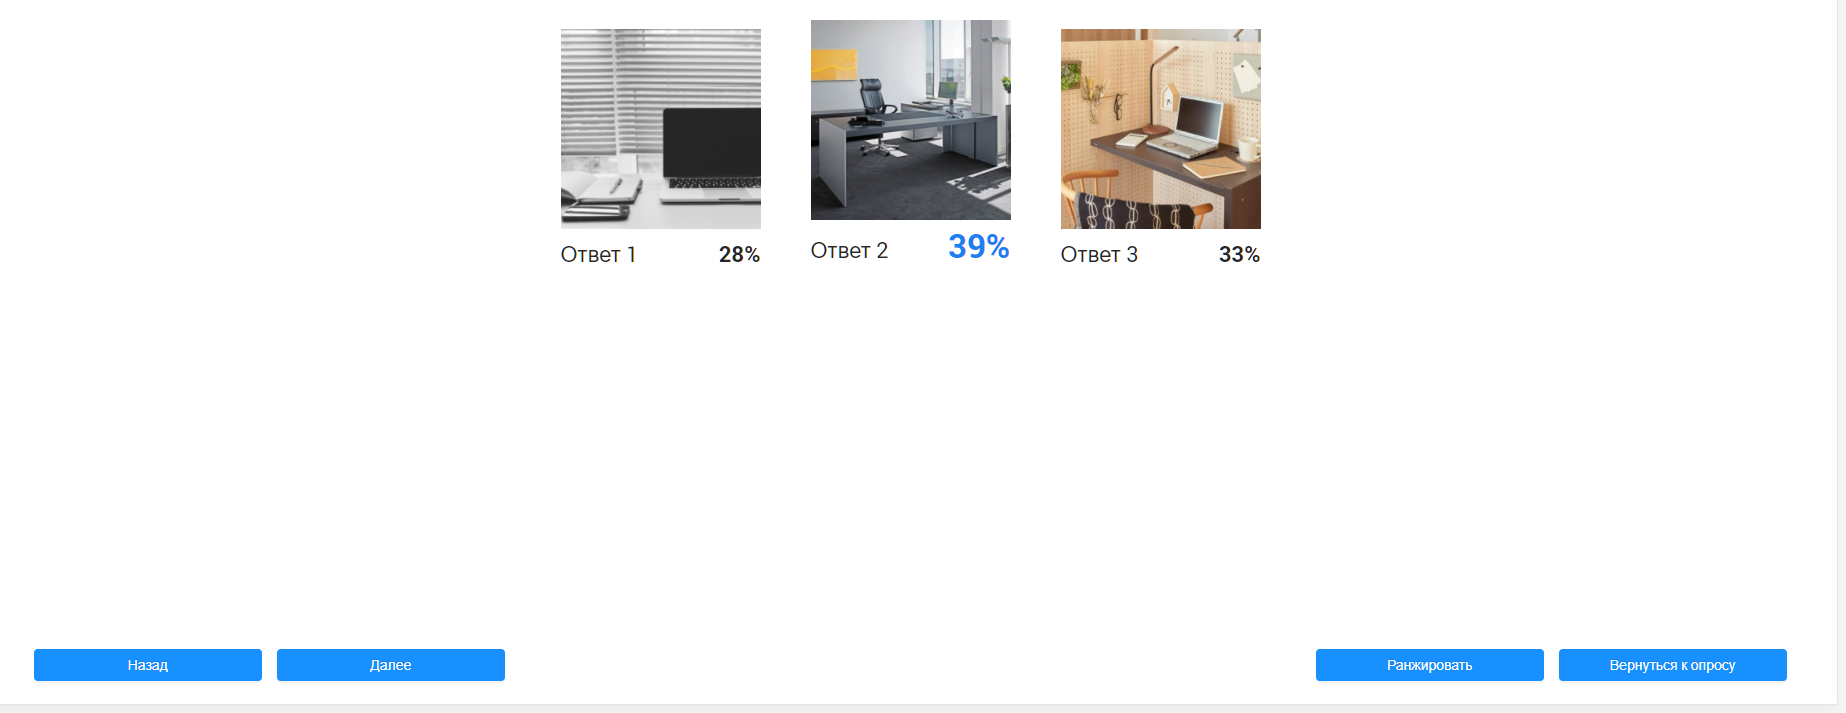 Ответ 1 28%
Ответ 2 39%
Ответ 3 33%
Назад Далее Ранжировать Вернуться к опросу